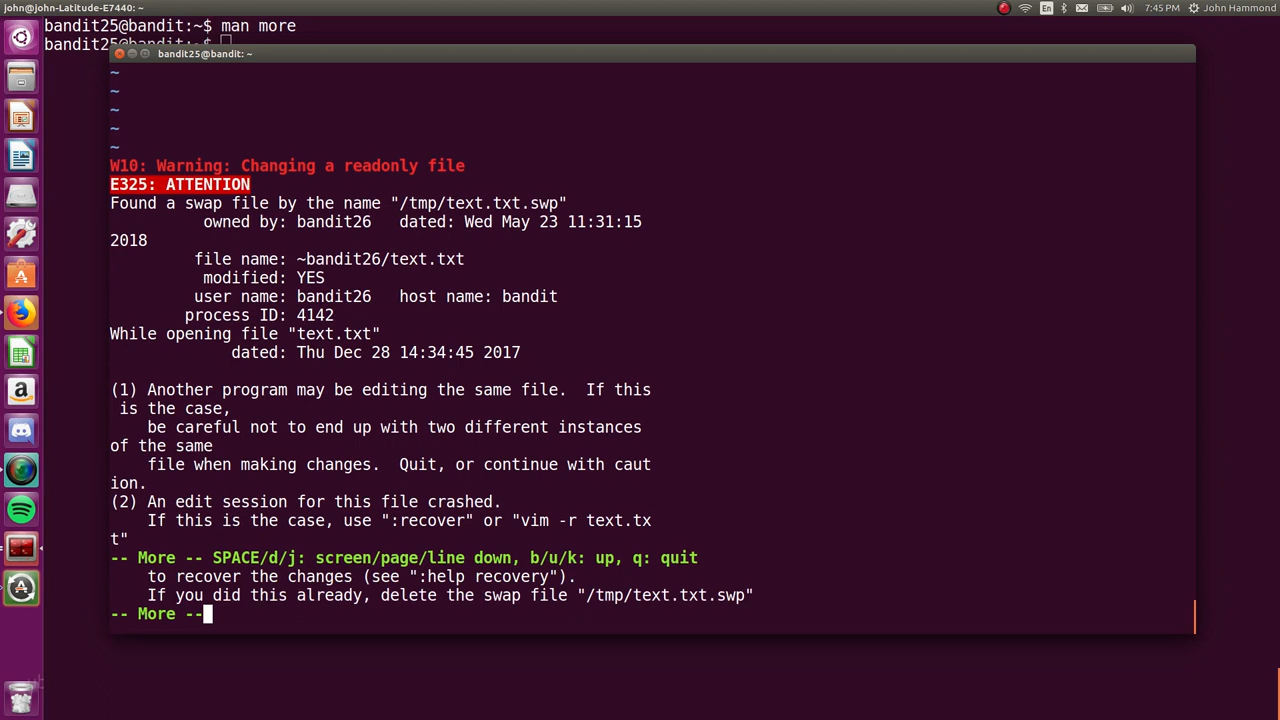 john@john-Latitude-E7440: ~
En
7:45 PM
John Hammond
bandit25@bandit:~$ man more
bandit25@bandit:~$
bandit25@bandit: ~
~
~
~
~
~
W10: Warning: Changing a readonly file
E325: ATTENTION
Found a swap file by the name "/tmp/text.txt.swp"
owned by: bandit26   dated: Wed May 23 11:31:15
2018
file name: ~bandit26/text.txt
modified: YES
user name: bandit26   host name: bandit
process ID: 4142
While opening file "text.txt"
dated: Thu Dec 28 14:34:45 2017
(1) Another program may be editing the same file.  If this
is the case,
be careful not to end up with two different instances
of the same
file when making changes.  Quit, or continue with caut
ion.
(2) An edit session for this file crashed.
If this is the case, use ":recover" or "vim -r text.tx
t"
-- More -- SPACE/d/j: screen/page/line down, b/u/k: up, q: quit
to recover the changes (see ":help recovery").
If you did this already, delete the swap file "/tmp/text.txt.swp"
-- More --